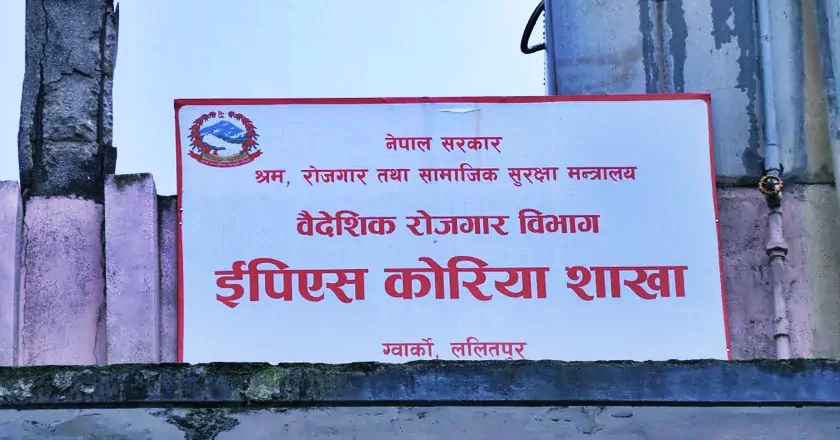 नेपाल सरकार
श्रम, रोजगार तथा सामाजिक सुरक्षा मन्त्रालय
वैदेशिक रोजगार विभाग
ईपिएस कोरिया शाखा
ग्वार्को, ललितपुर